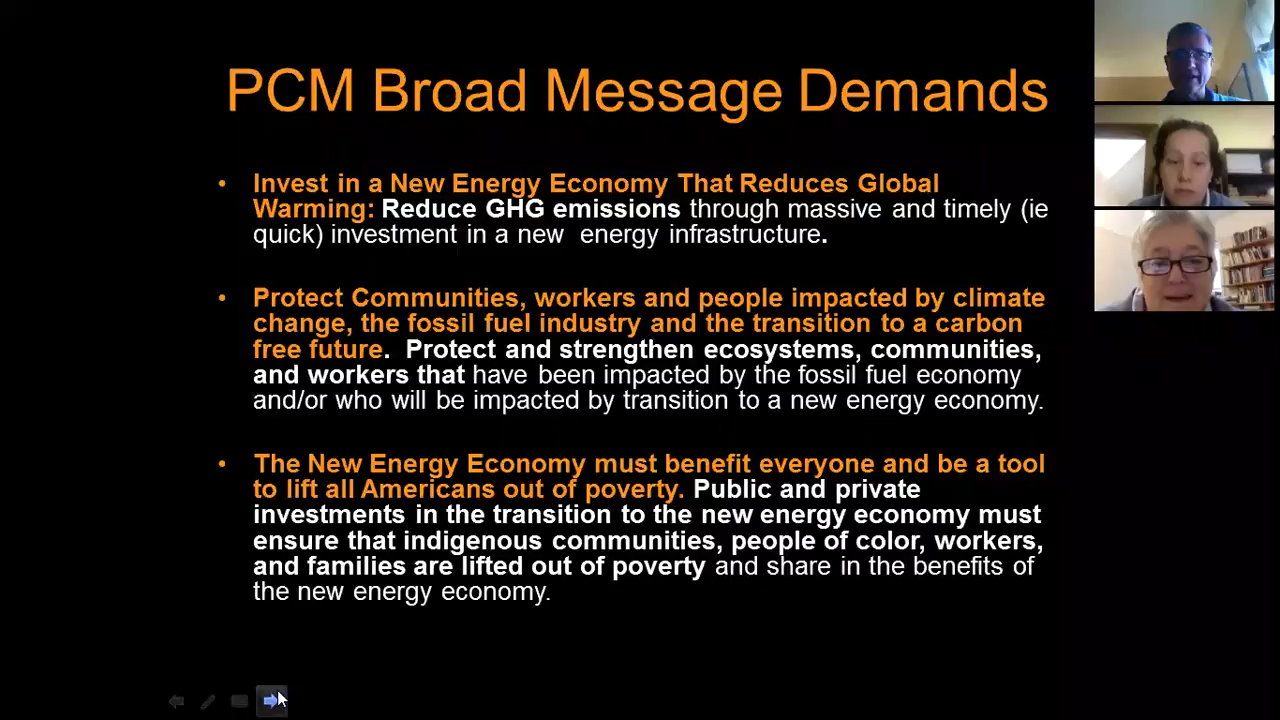 PCM Broad Message Demands
• Invest in a New Energy Economy That Reduces Global
Warming: Reduce GHG emissions through massive and timely (ie
quick) investment in a new energy infrastructure.
• Protect Communities, workers and people impacted by climate
change, the fossil fuel industry and the transition to a carbon
free future. Protect and strengthen ecosystems, communities,
and workers that have been impacted by the fossil fuel economy
and/or who will be impacted by transition to a new energy economy.
• The New Energy Economy must benefit everyone and be a tool
to lift all Americans out of poverty. Public and private
investments in the transition to the new energy economy must
ensure that indigenous communities, people of color, workers,
and families are lifted out of poverty and share in the benefits of
the new energy economy.